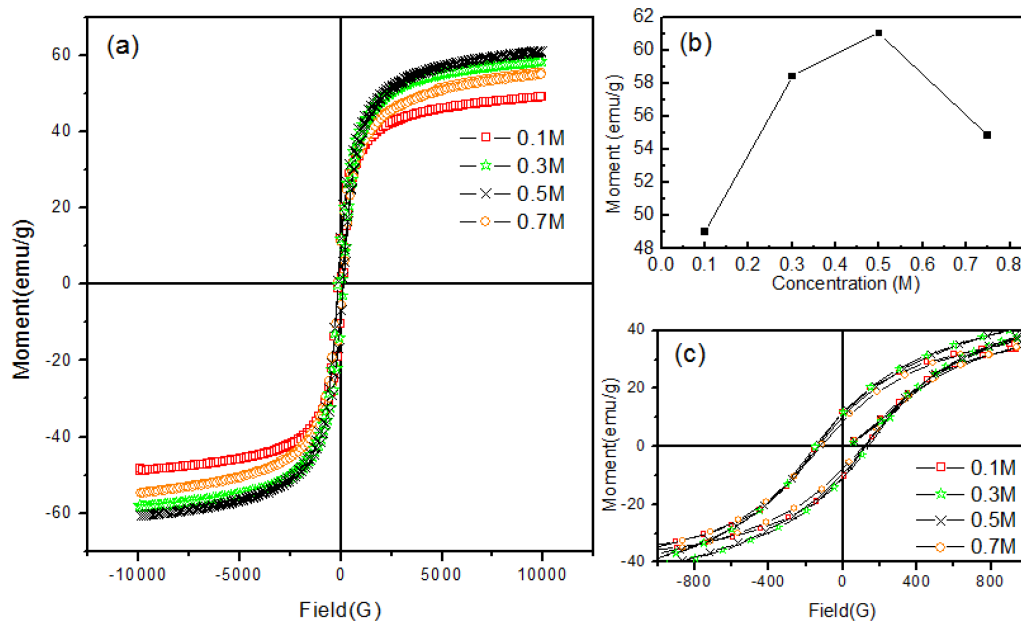 (a)
Moment(emu/g)
60
40
20
0
-20
-40
-60
0.1M
0.3M
0.5M
0.7M
-10000 -5000 0 5000 10000
Field(G)
(b)
Moment (emu/g)
62
60
58
56
54
52
50
48
0.0 0.1 0.2 0.3 0.4 0.5 0.6 0.7 0.8
Concentration (M)
(c)
Moment(emu/g)
40
20
0
-20
-40
0.1M
0.3M
0.5M
0.7M
-800 -400 0 400 800
Field(G)